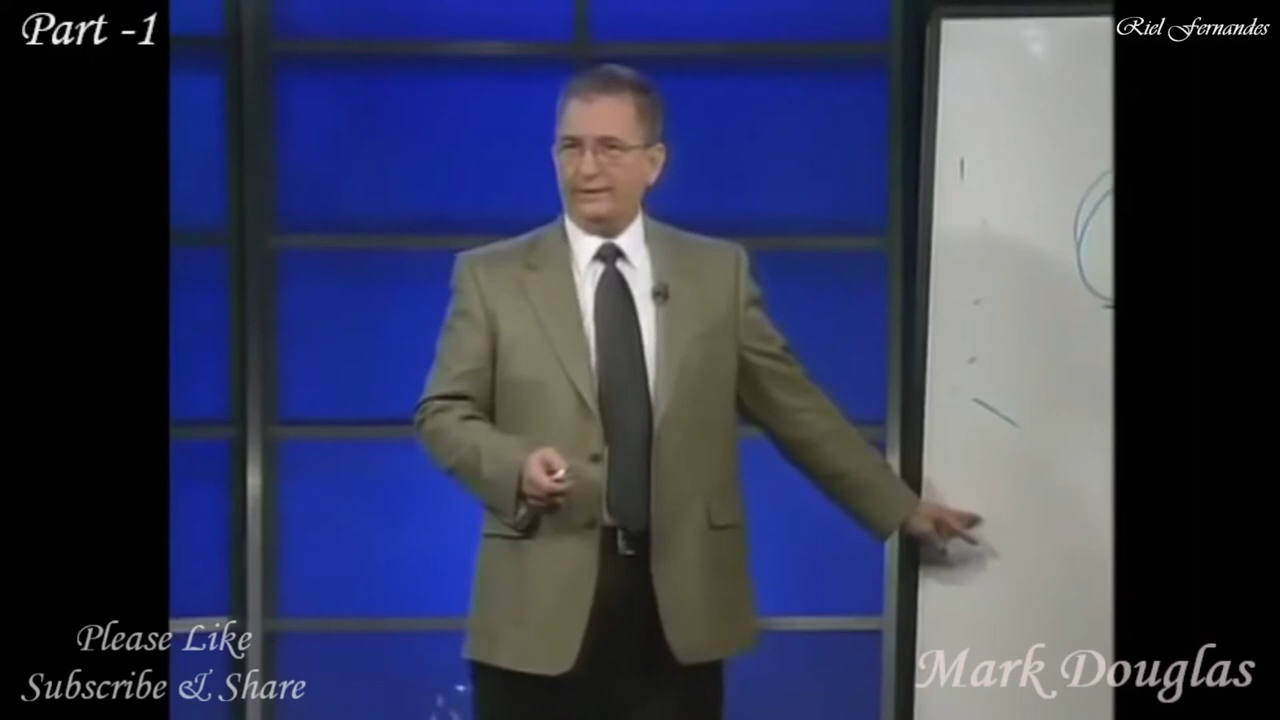 Part -1
Riel Fernandes
Please Like
Subscribe & Share
Mark Douglas